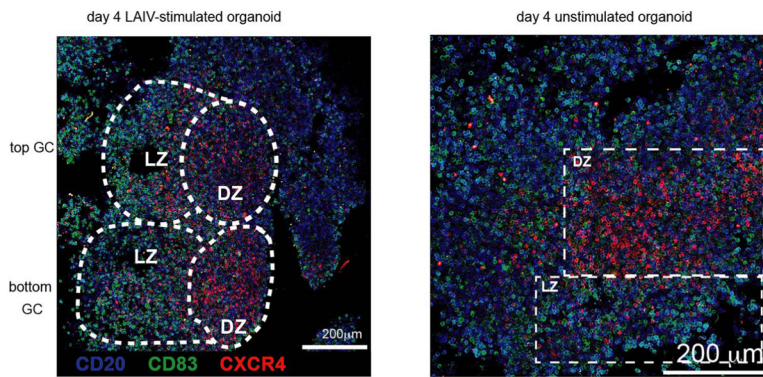 day 4 LAIV-stimulated organoid
day 4 unstimulated organoid
top GC
LZ
DZ
bottom
GC
LZ
DZ
200μm
CD20 CD83 CXCR4
DZ
LZ
200 μm